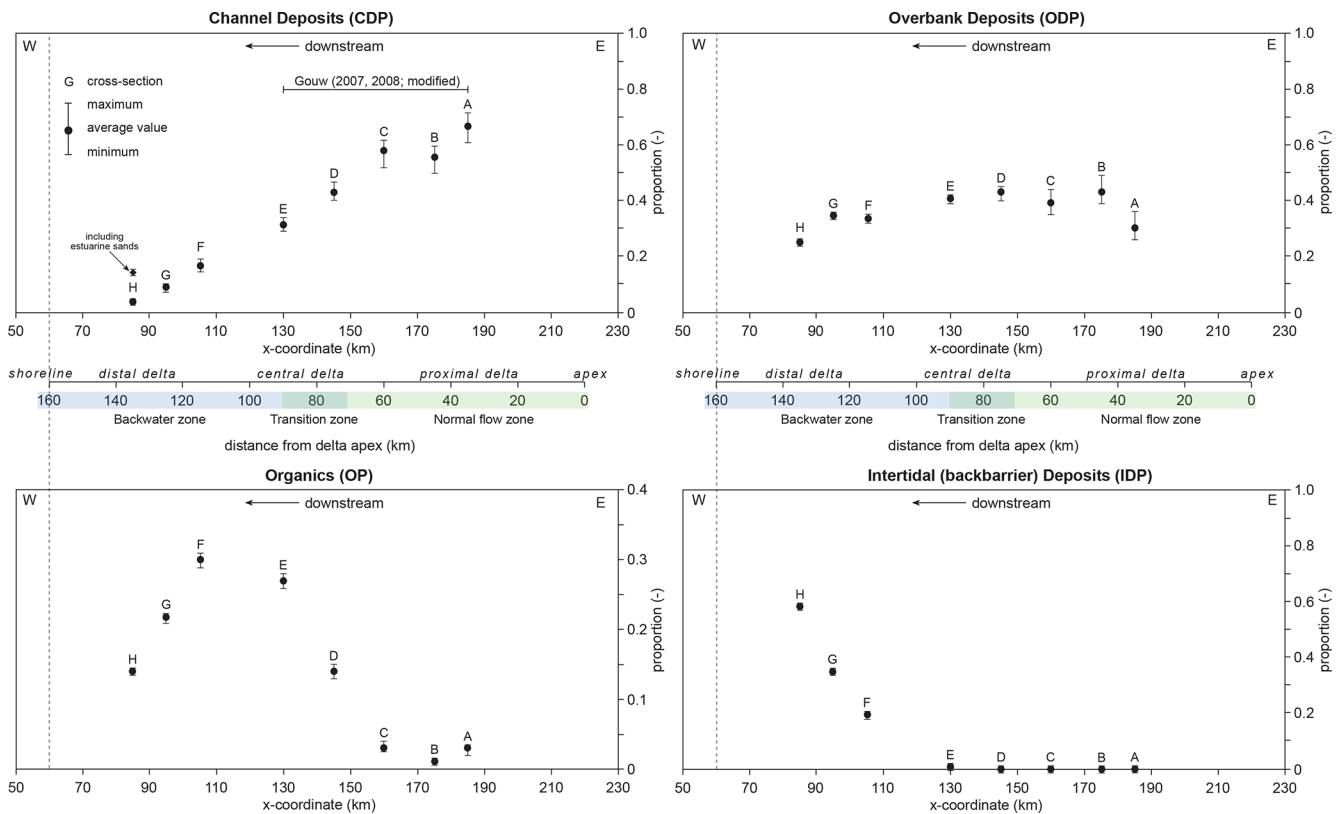 Channel Deposits (CDP)
W
downstream
E
G cross-section
maximum
average value
minimum
Gouw (2007, 2008; modified)
A
B
C
D
E
F
G
H
including
estuarine sands
1.0
0.8
0.6
0.4
0.2
0
proportion (-)
50 70 90 110 130 150 170 190 210 230
x-coordinate (km)
Overbank Deposits (ODP)
W
downstream
E
H
G
F
E
D
C
B
A
1.0
0.8
0.6
0.4
0.2
0
proportion (-)
50 70 90 110 130 150 170 190 210 230
x-coordinate (km)
shoreline distal delta central delta proximal delta apex
160 140 120 100 80 60 40 20 0
Backwater zone Transition zone Normal flow zone
distance from delta apex (km)
shoreline distal delta central delta proximal delta apex
160 140 120 100 80 60 40 20 0
Backwater zone Transition zone Normal flow zone
distance from delta apex (km)
Organics (OP)
W
downstream
E
H
G
F
E
D
C
B
A
0.4
0.3
0.2
0.1
0
proportion (-)
50 70 90 110 130 150 170 190 210 230
x-coordinate (km)
Intertidal (backbarrier) Deposits (IDP)
W
downstream
E
H
G
F
E
D
C
B
A
1.0
0.8
0.6
0.4
0.2
0
proportion (-)
50 70 90 110 130 150 170 190 210 230
x-coordinate (km)